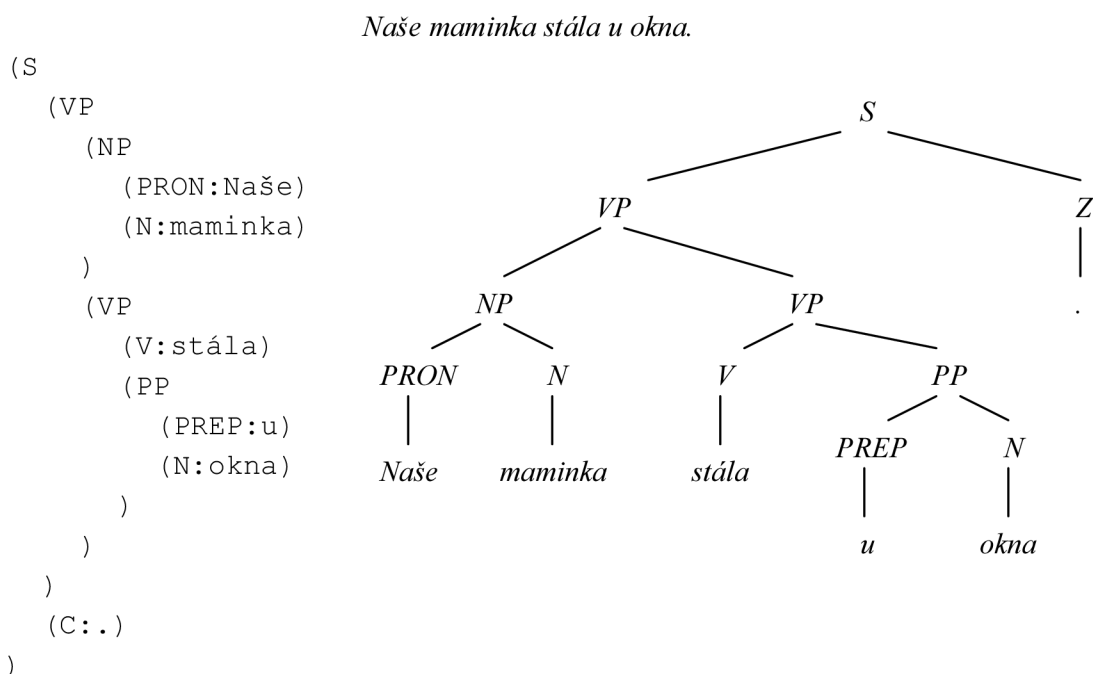 Naše maminka stála u okna.
(S
(VP
(NP
(PRON:Naše)
(N:maminka)
)
(VP
(V:stála)
(PP
(PREP:u)
(N:okna)
)
)
)
(C:.)
)
S
VP Z
NP VP .
PRON N V PP
Naše maminka stála PREP N
u okna